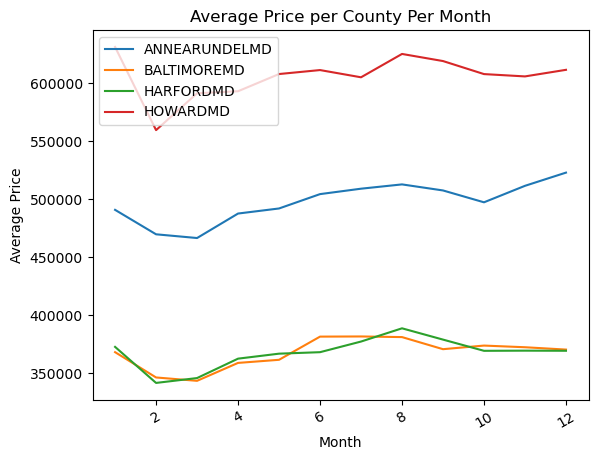 Average Price per County Per Month
ANNEARUNDELMD
BALTIMOREMD
HARFORDMD
HOWARDMD
600000
550000
500000
450000
400000
350000
Average Price
2
4
6
8
10
12
Month